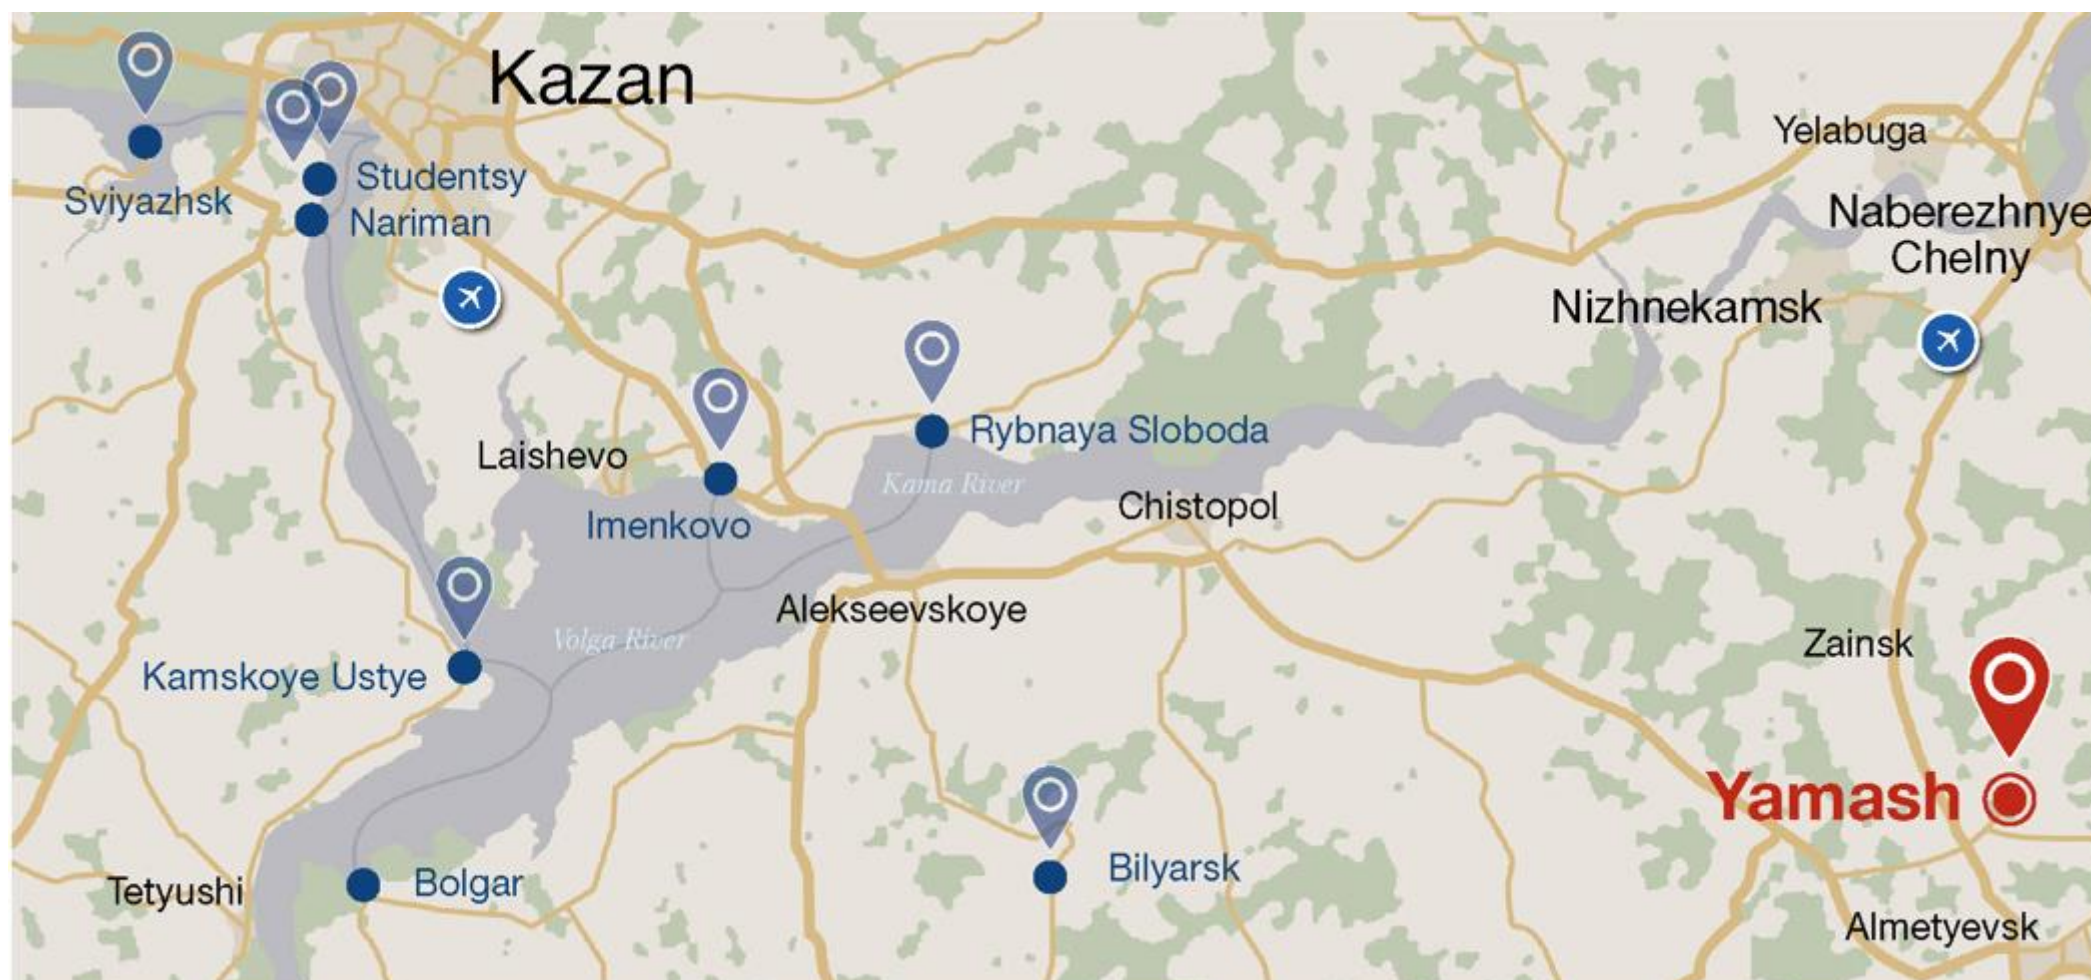 Kazan
Yelabuga
Studentsy
Sviyazhsk
Nariman
Naberezhnye
Chelny
Nizhnekamsk
Rybnaya Sloboda
Laishevo
Kama River
Chistopol
Imenkovo
Alekseevskoye
Volga River
Zainsk
Kamskoye Ustye
Yamash
Bilyarsk
Bolgar
Tetyushi
Almetyevsk